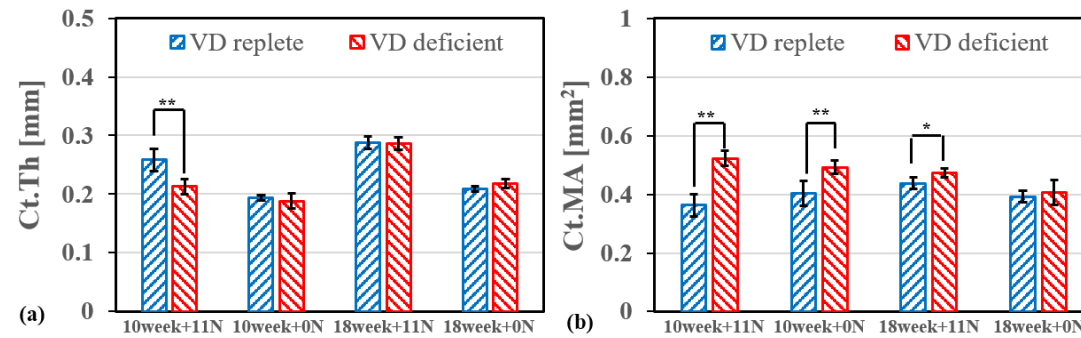 0.5
VD replete VD deficient
0.4
Ct.Th [mm]
**
0.3
0.2
0.1
0
(a)
10week+11N 10week+0N 18week+11N 18week+0N
1
VD replete VD deficient
0.8
Ct.MA [mm²]
** ** *
0.6
0.4
0.2
0
(b)
10week+11N 10week+0N 18week+11N 18week+0N